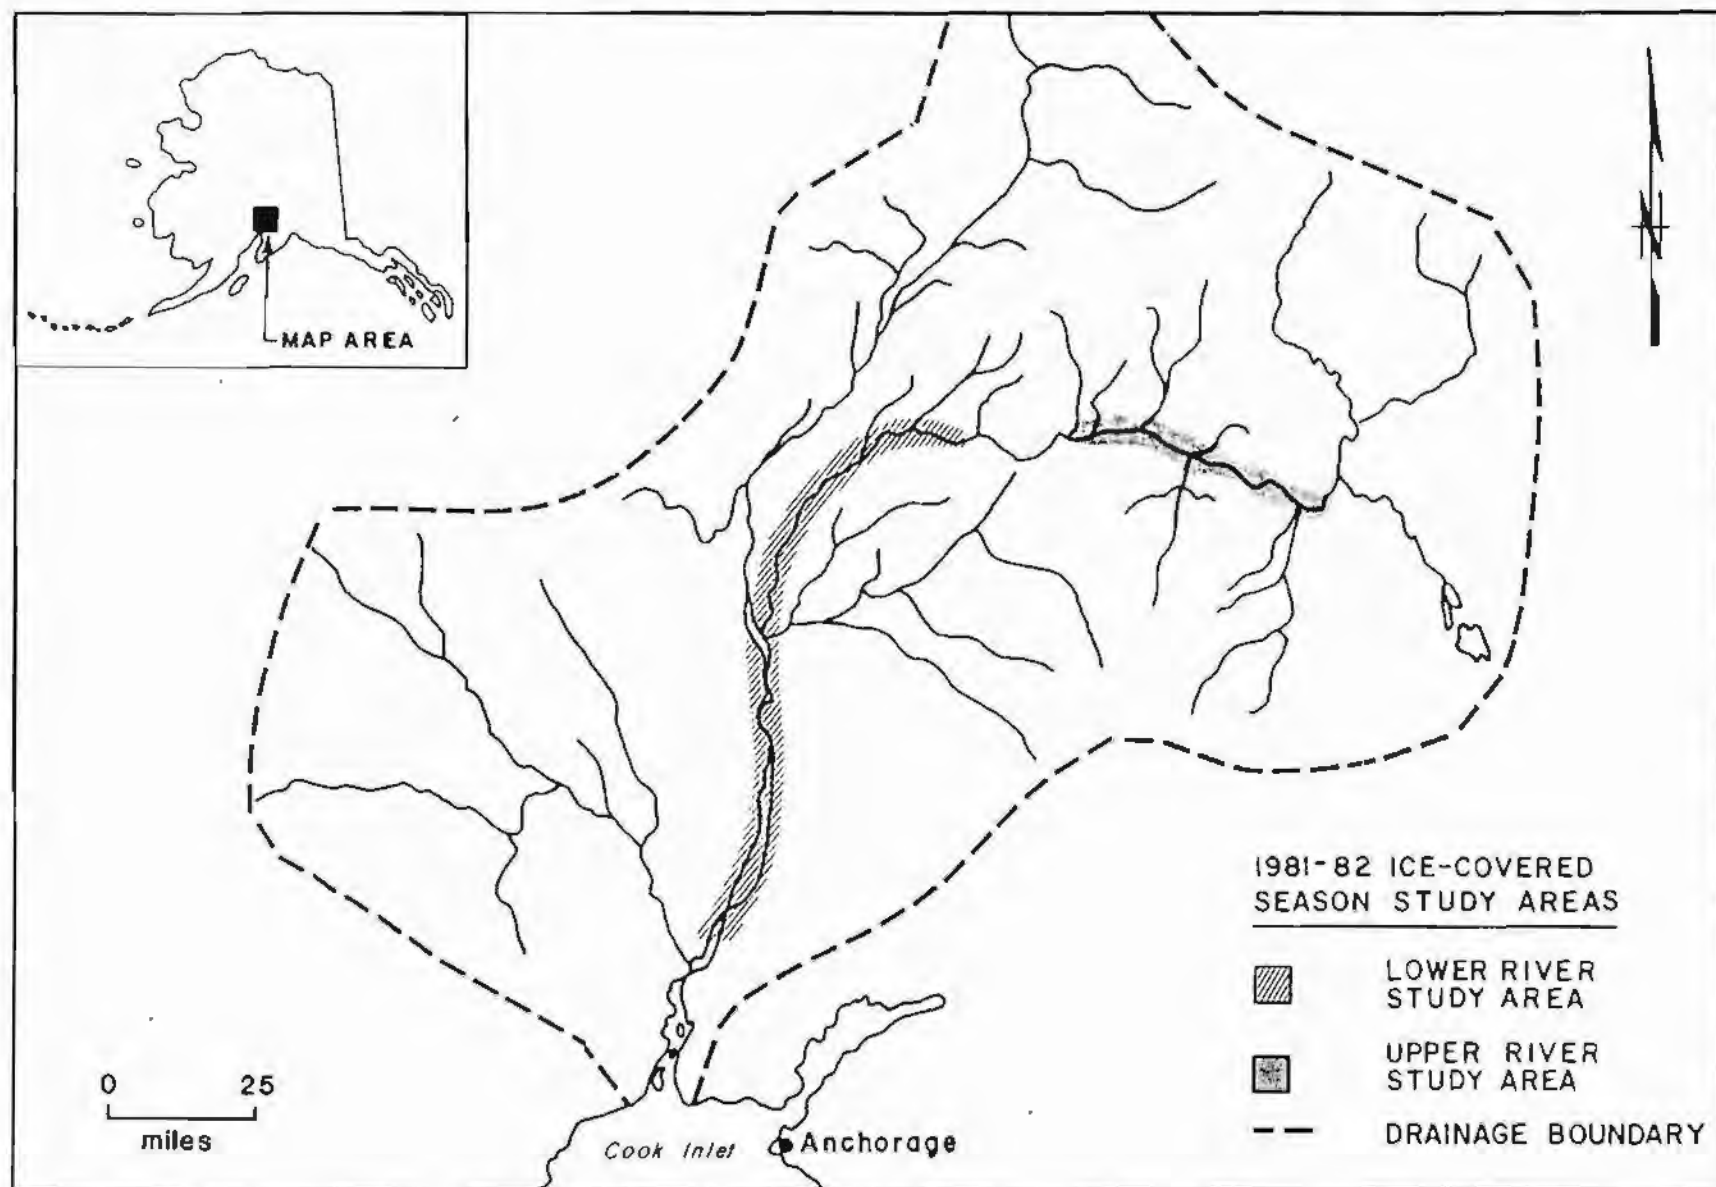 MAP AREA
1981-82 ICE-COVERED
SEASON STUDY AREAS
LOWER RIVER
STUDY AREA
UPPER RIVER
STUDY AREA
DRAINAGE BOUNDARY
0 25
miles
Cook Inlet
Anchorage